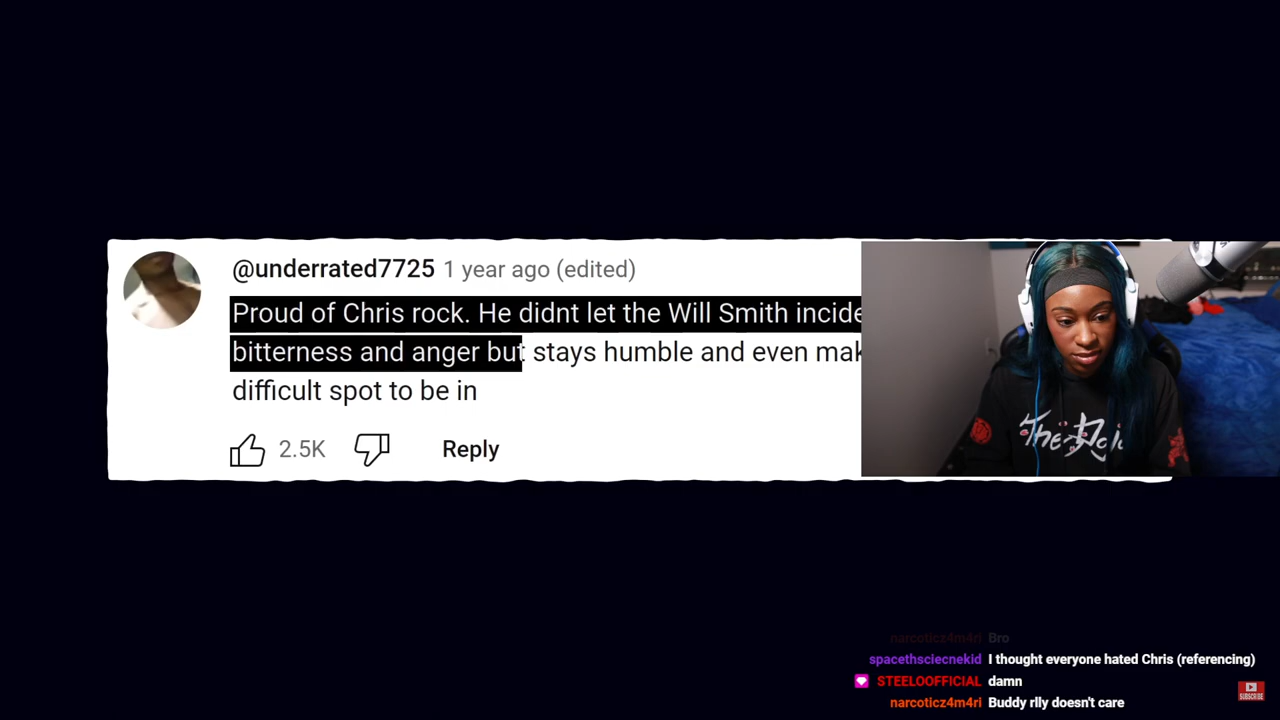 @underrated7725 1 year ago (edited)
Proud of Chris rock. He didnt let the Will Smith incide
bitterness and anger but stays humble and even mak
difficult spot to be in
2.5K Reply
narcoticz4m4ri Bro
spacethsciecnekid I thought everyone hated Chris (referencing)
STEELOOFFICIAL damn
narcoticz4m4ri Buddy rlly doesn't care
SUBSCRIBE